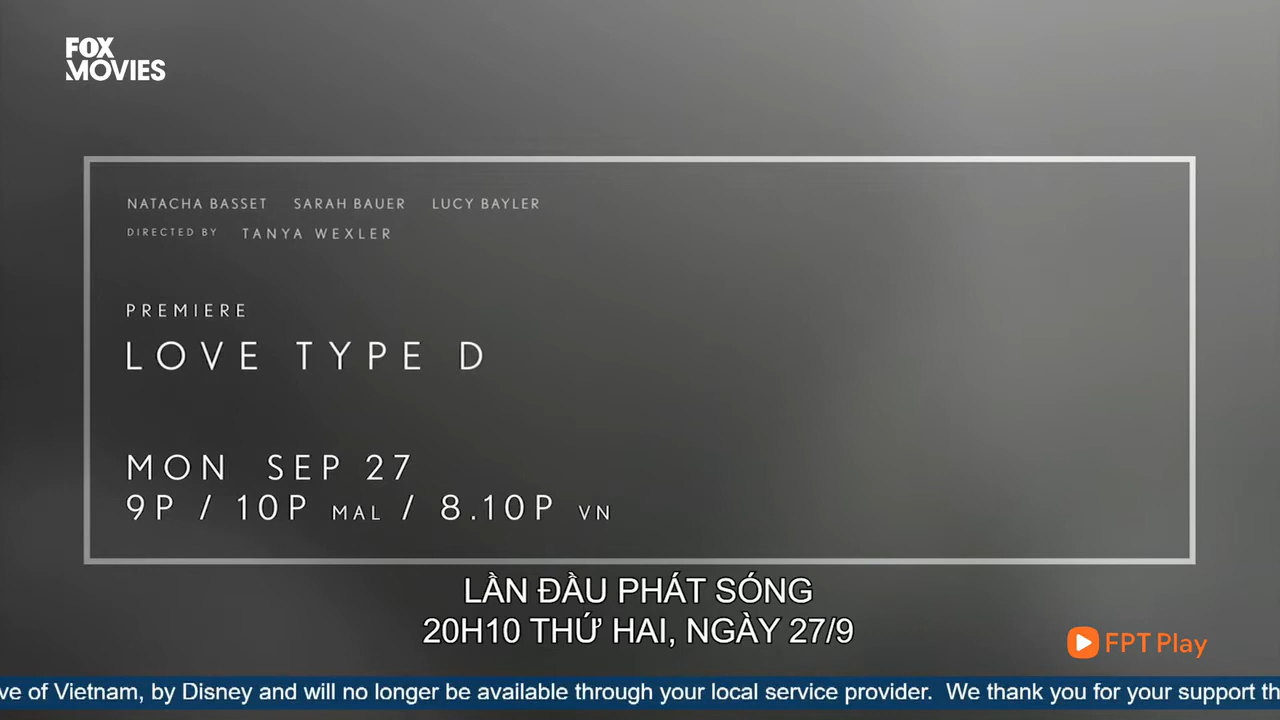 FOX
MOVIES
NATACHA BASSET SARAH BAUER LUCY BAYLER
DIRECTED BY TANYA WEXLER
PREMIERE
LOVE TYPE D
MON SEP 27
9P / 10P MAL / 8.10P VN
LẦN ĐẦU PHÁT SÓNG
20H10 THỨ HAI, NGÀY 27/9
FPT Play
ve of Vietnam, by Disney and will no longer be available through your local service provider. We thank you for your support th